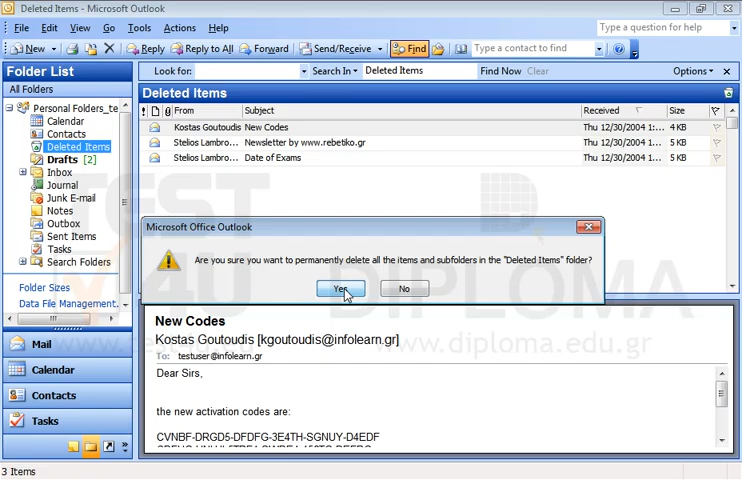 Deleted Items - Microsoft Outlook
File Edit View Go Tools Actions Help
Type a question for help
New Reply Reply to All Forward Send/Receive Find Type a contact to find
Folder List
Look for: Search In Deleted Items Find Now Clear Options
All Folders
Deleted Items
Personal Folders_te
From Subject Received Size
Calendar
Contacts
Deleted Items
Drafts [2]
Inbox
Journal
Junk E-mail
Notes
Outbox
Sent Items
Tasks
Search Folders
Kostas Goutoudis New Codes Thu 12/30/2004 1:... 4 KB
Stelios Lambro... Newsletter by www.rebetiko.gr Thu 12/30/2004 1:... 5 KB
Stelios Lambro... Date of Exams Thu 12/30/2004 1:... 5 KB
Microsoft Office Outlook
Are you sure you want to permanently delete all the items and subfolders in the "Deleted Items" folder?
Yes No
Folder Sizes
Data File Management.
Mail
Calendar
Contacts
Tasks
New Codes
Kostas Goutoudis [kgoutoudis@infolearn.gr]
To: testuser@infolearn.gr
Dear Sirs,
the new activation codes are:
CVNBF-DRGD5-DFDFG-3E4TH-SGNUY-D4EDF
3 Items
TEST
4U DIPLOMA
www.diploma.edu.gr